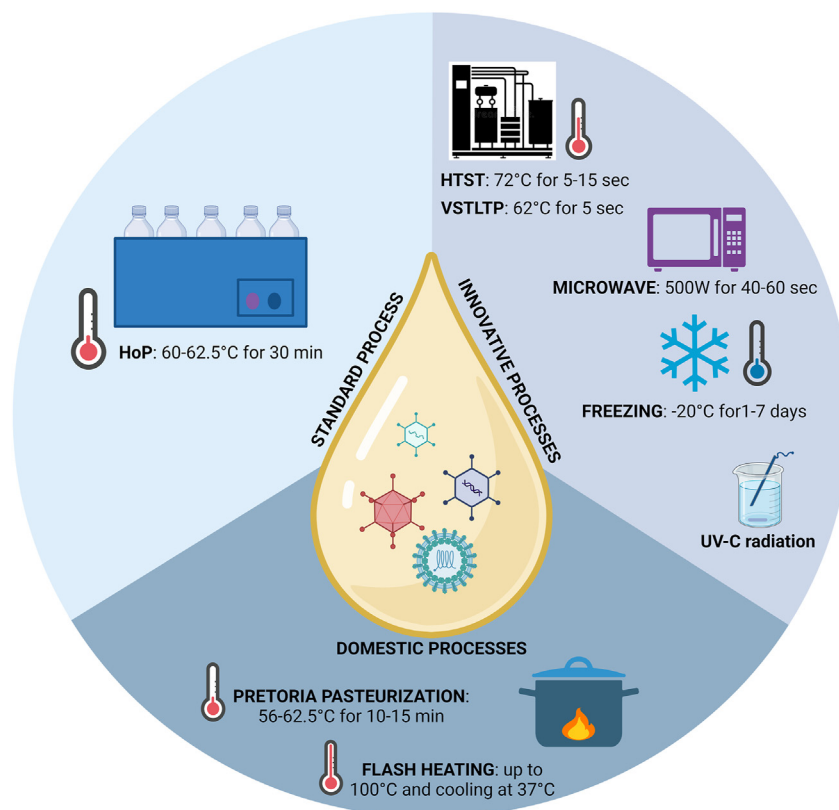 HTST: 72°C for 5-15 sec
VSTLTP: 62°C for 5 sec
MICROWAVE: 500W for 40-60 sec
HoP: 60-62.5°C for 30 min
STANDARD PROCESS
INNOVATIVE PROCESSES
FREEZING: -20°C for1-7 days
UV-C radiation
DOMESTIC PROCESSES
PRETORIA PASTEURIZATION:
56-62.5°C for 10-15 min
FLASH HEATING: up to
100°C and cooling at 37°C